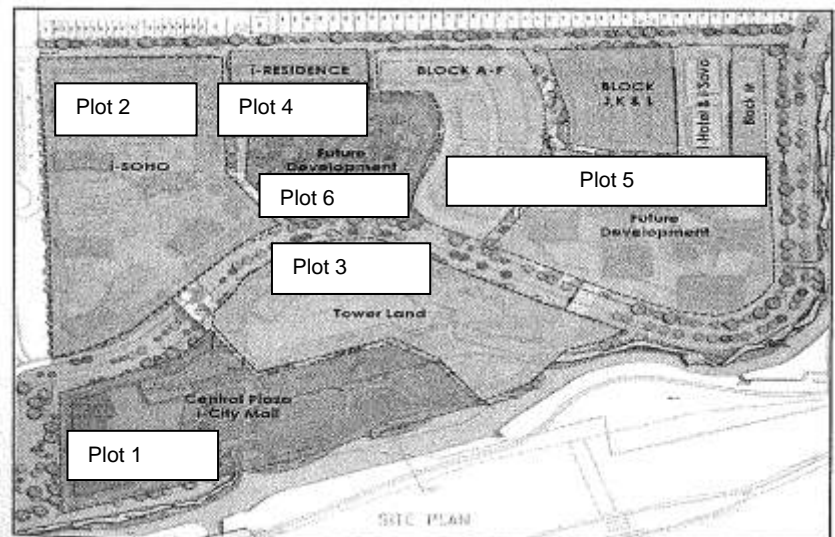 i-RESIDENCE
BLOCK A-F
BLOCK
J,K & L
i-Hotel & i-Sovo
Block M
Plot 2
Plot 4
i-SOHO
Future
Development
Plot 5
Plot 6
Future
Development
Plot 3
Tower Land
Central Plaza
i-City Mall
Plot 1
SITE PLAN